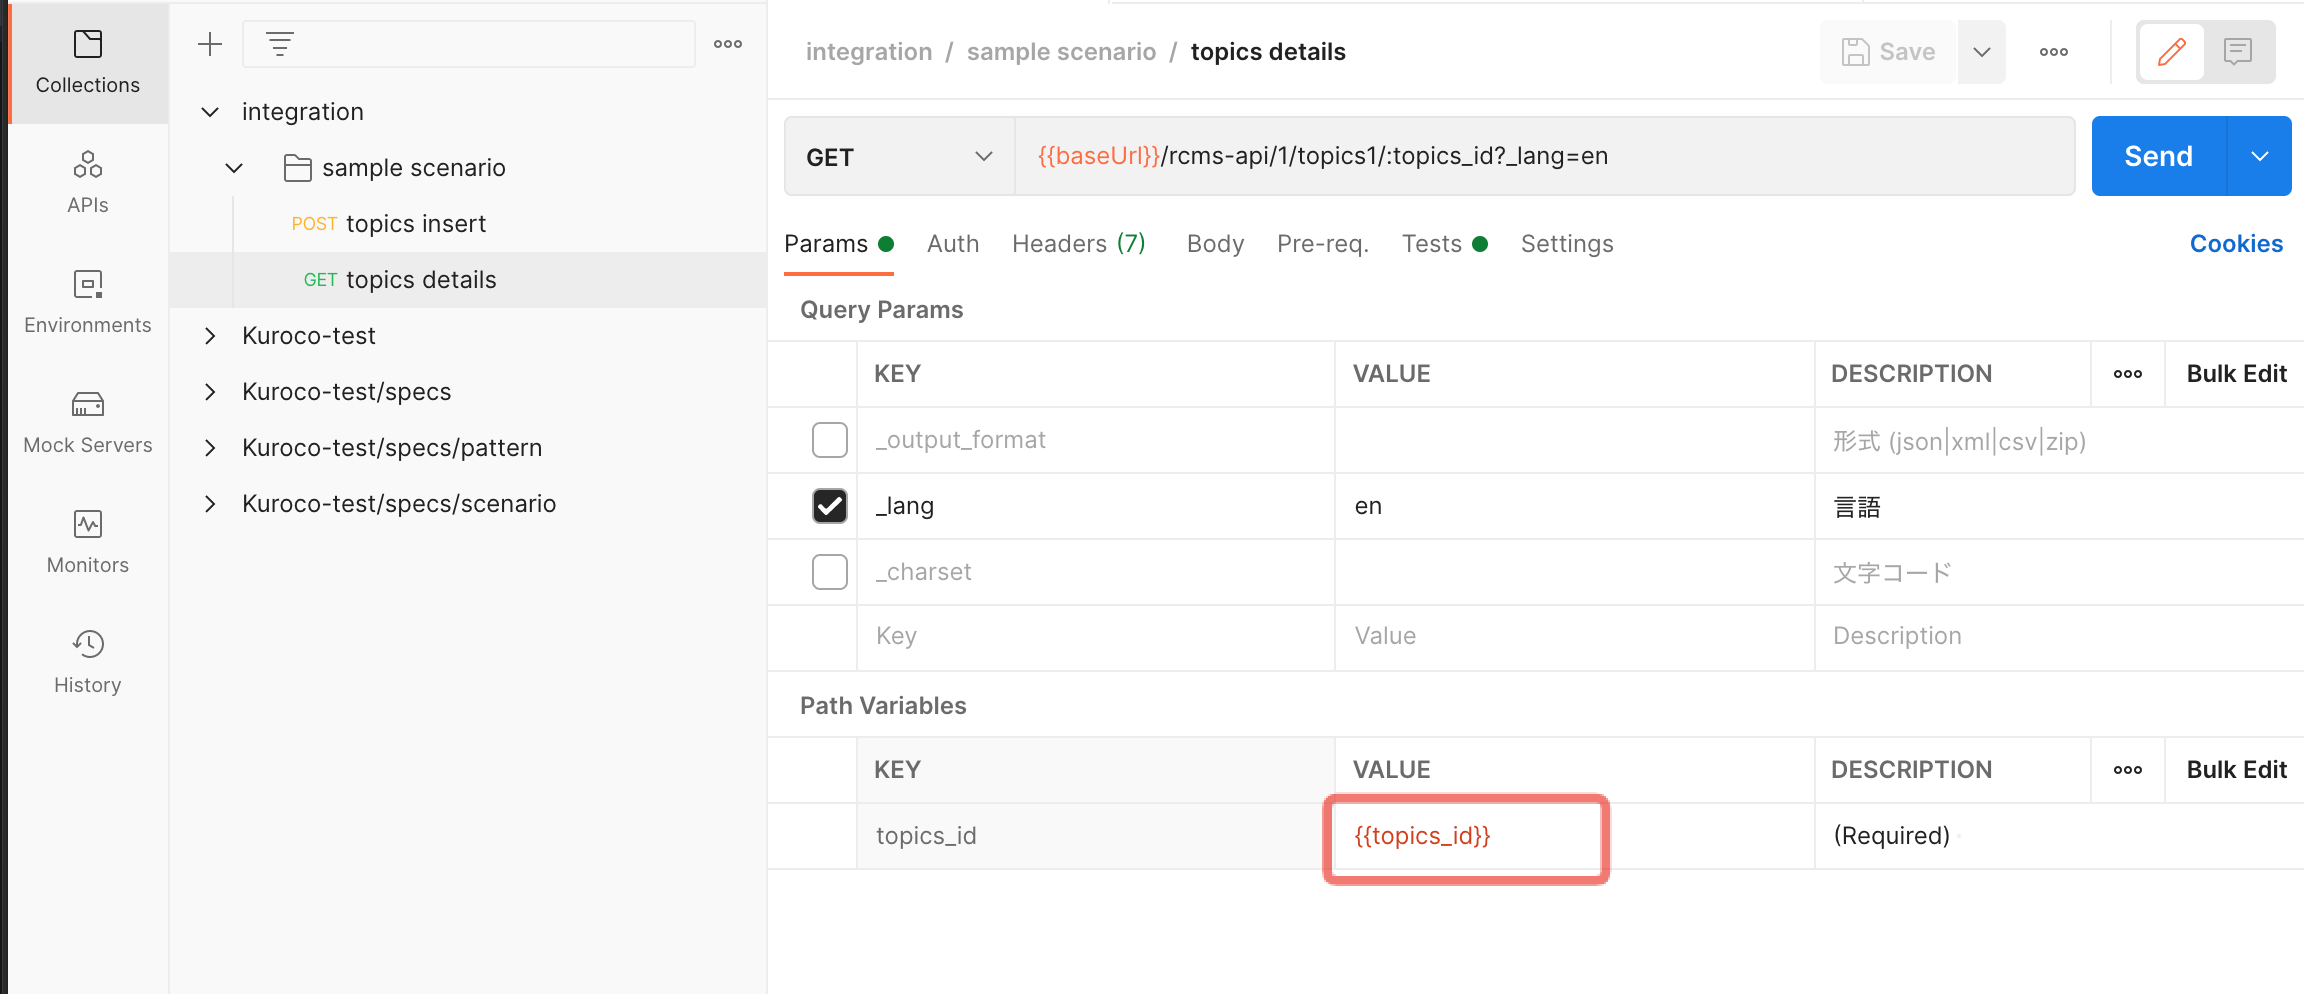 Collections
APIs
Environments
Mock Servers
Monitors
History
integration
sample scenario
POST topics insert
GET topics details
Kuroco-test
Kuroco-test/specs
Kuroco-test/specs/pattern
Kuroco-test/specs/scenario
integration / sample scenario / topics details
Save
GET {{baseUrl}}/rcms-api/1/topics1/:topics_id?_lang=en
Send
Params Auth Headers (7) Body Pre-req. Tests Settings
Cookies
Query Params
KEY VALUE DESCRIPTION Bulk Edit
_output_format 形式 (json|xml|csv|zip)
_lang en 言語
_charset 文字コード
Key Value Description
Path Variables
KEY VALUE DESCRIPTION Bulk Edit
topics_id {{topics_id}} (Required)